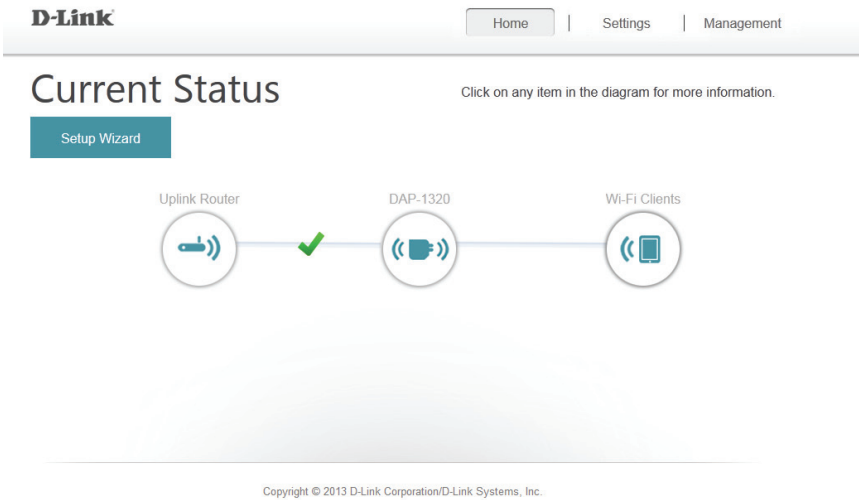 D-Link
Home | Settings | Management
Current Status
Click on any item in the diagram for more information.
Setup Wizard
Uplink Router DAP-1320 Wi-Fi Clients
Copyright © 2013 D-Link Corporation/D-Link Systems, Inc.